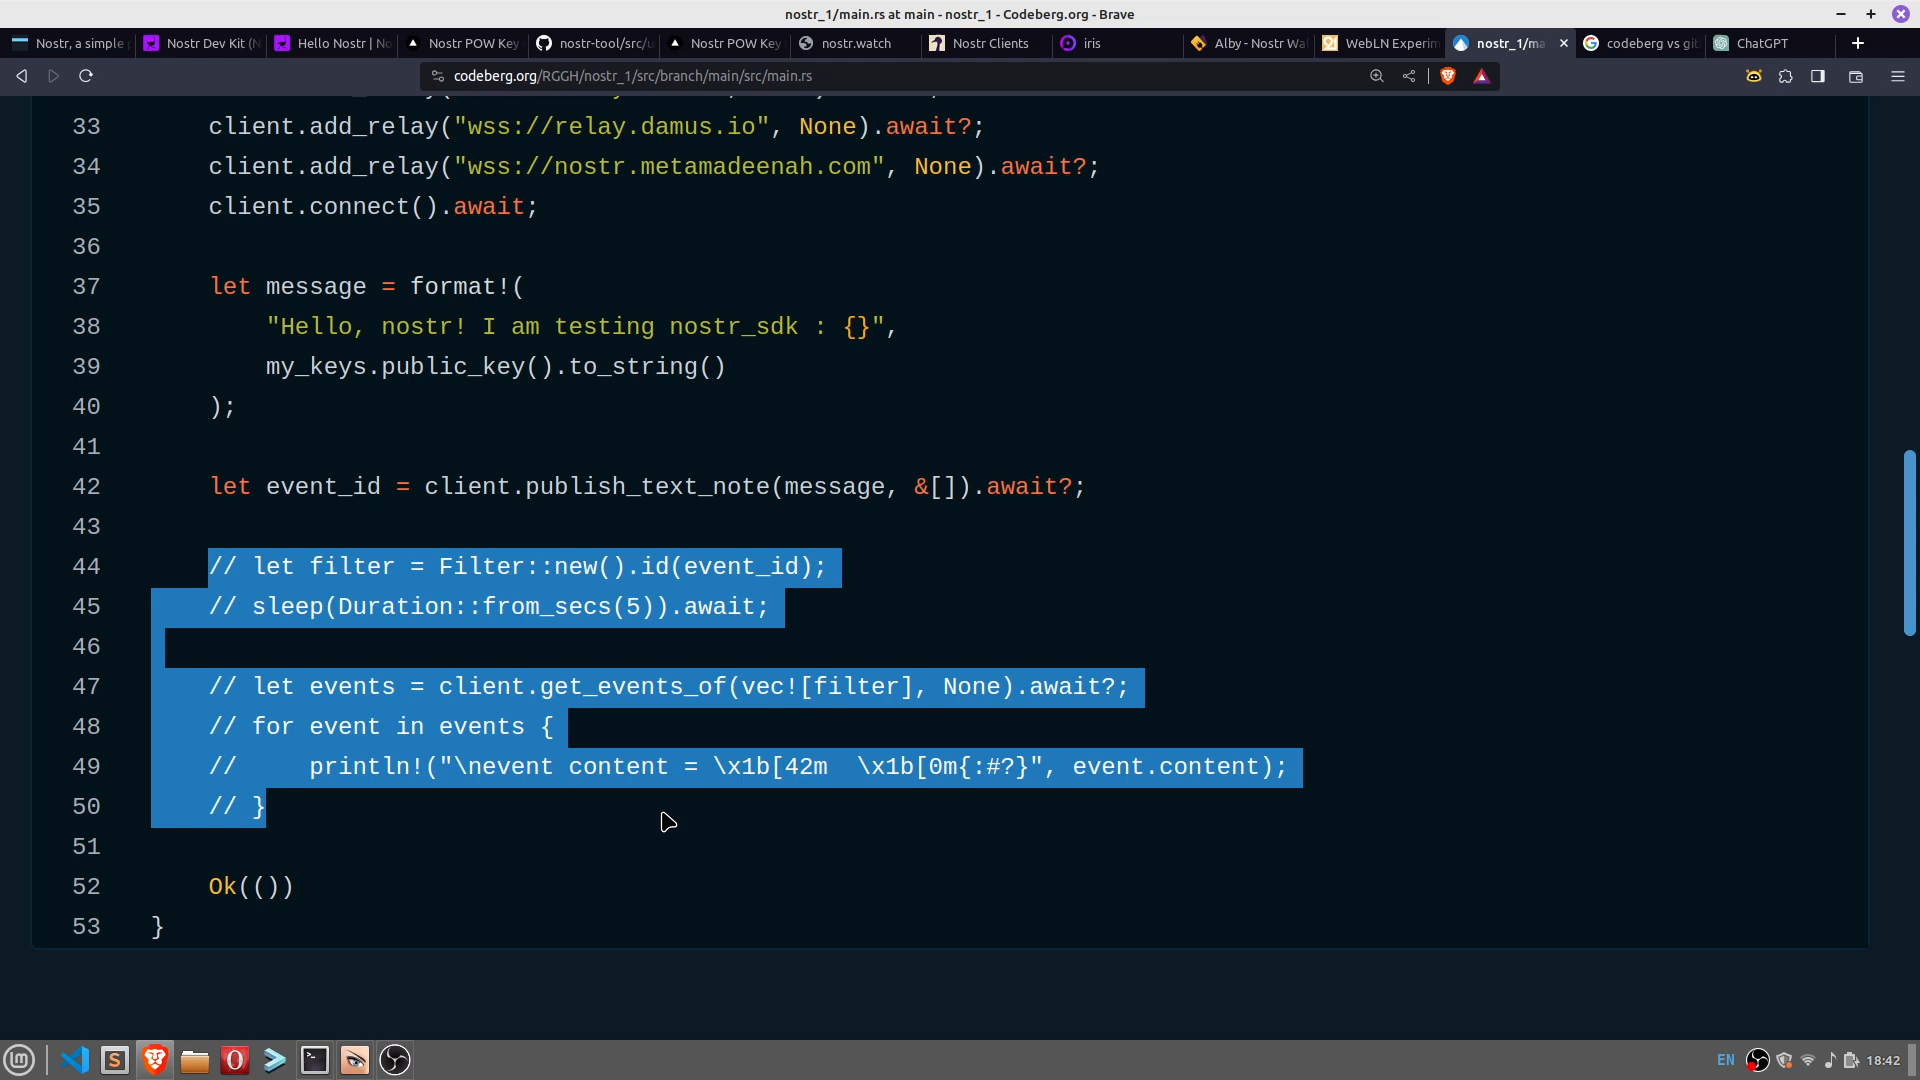 nostr_1/main.rs at main - nostr_1 - Codeberg.org - Brave
Nostr, a simple p
Nostr Dev Kit (N
Hello Nostr | No
Nostr POW Key
nostr-tool/src/u
Nostr POW Key
nostr.watch
Nostr Clients
iris
Alby - Nostr Wal
WebLN Experim
nostr_1/ma
codeberg vs git
ChatGPT
codeberg.org/RGGH/nostr_1/src/branch/main/src/main.rs
33 client.add_relay("wss://relay.damus.io", None).await?;
34 client.add_relay("wss://nostr.metamadeenah.com", None).await?;
35 client.connect().await;
36
37 let message = format!(
38 "Hello, nostr! I am testing nostr_sdk : {}",
39 my_keys.public_key().to_string()
40 );
41
42 let event_id = client.publish_text_note(message, &[]).await?;
43
44 // let filter = Filter::new().id(event_id);
45 // sleep(Duration::from_secs(5)).await;
46
47 // let events = client.get_events_of(vec![filter], None).await?;
48 // for event in events {
49 //     println!("\nevent content = \x1b[42m  \x1b[0m{:#?}", event.content);
50 // }
51
52 Ok(())
53 }
EN
18:42